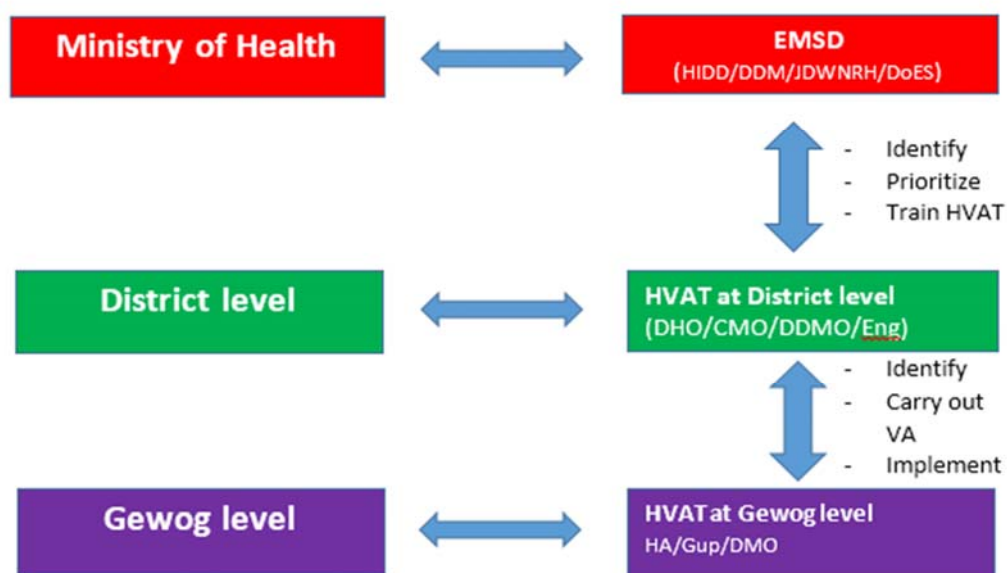 Ministry of Health
EMSD
(HIDD/DDM/JDWNRH/DoES)
- Identify
- Prioritize
- Train HVAT
District level
HVAT at District level
(DHO/CMO/DDMO/Eng)
- Identify
- Carry out
VA
- Implement
Gewog level
HVAT at Gewog level
HA/Gup/DMO